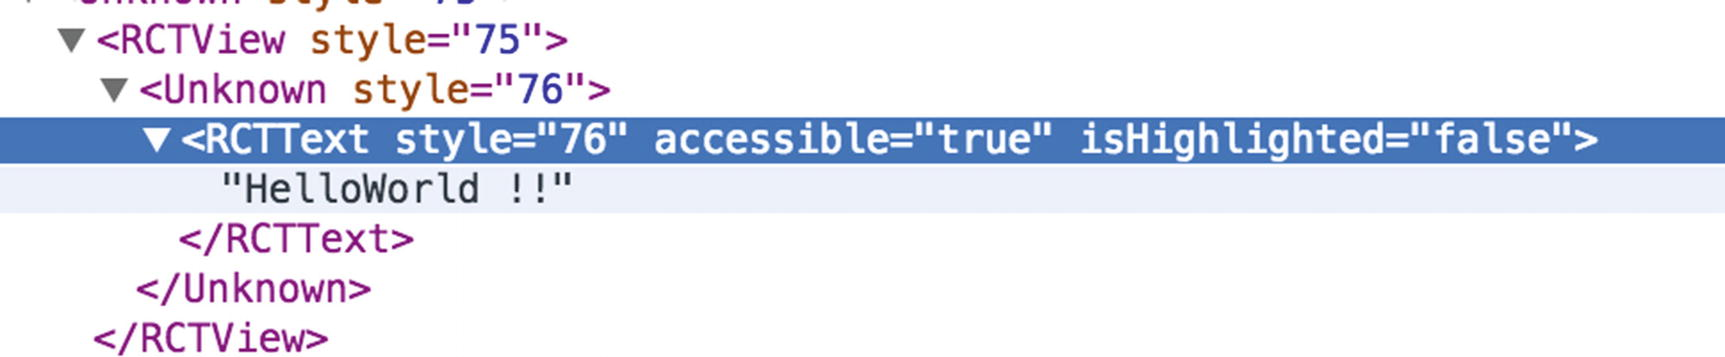 <RCTView style="75">
<Unknown style="76">
<RCTText style="76" accessible="true" isHighlighted="false">
"HelloWorld !!"
</RCTText>
</Unknown>
</RCTView>